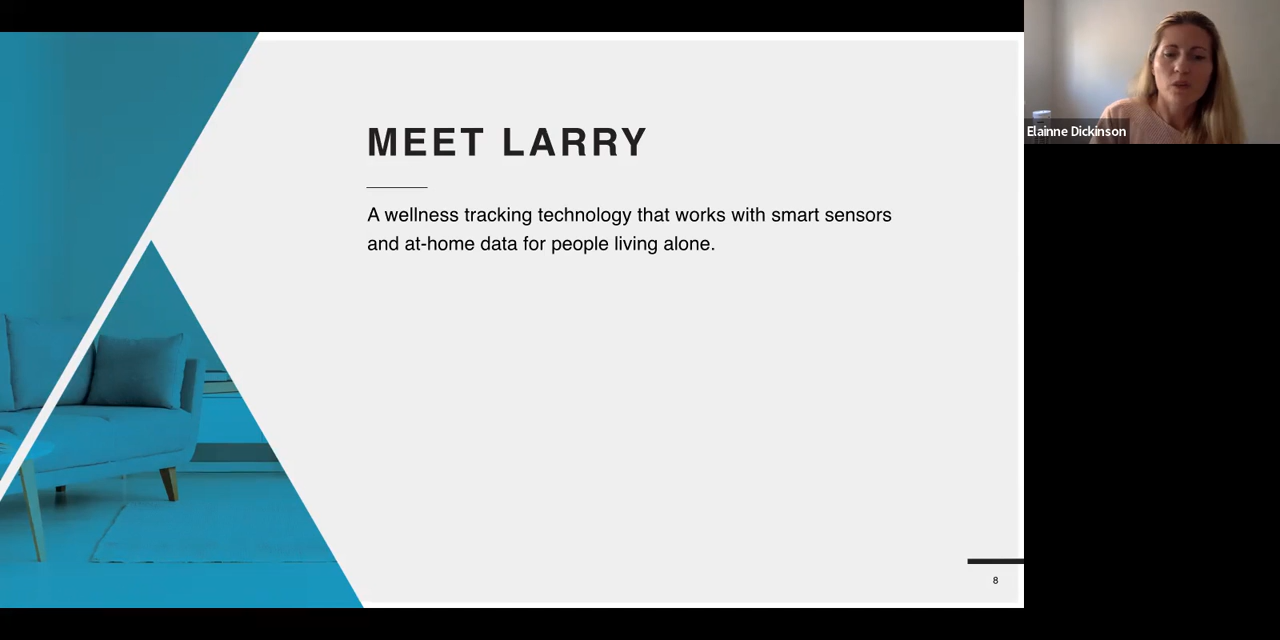 MEET LARRY
A wellness tracking technology that works with smart sensors
and at-home data for people living alone.
8
Elainne Dickinson